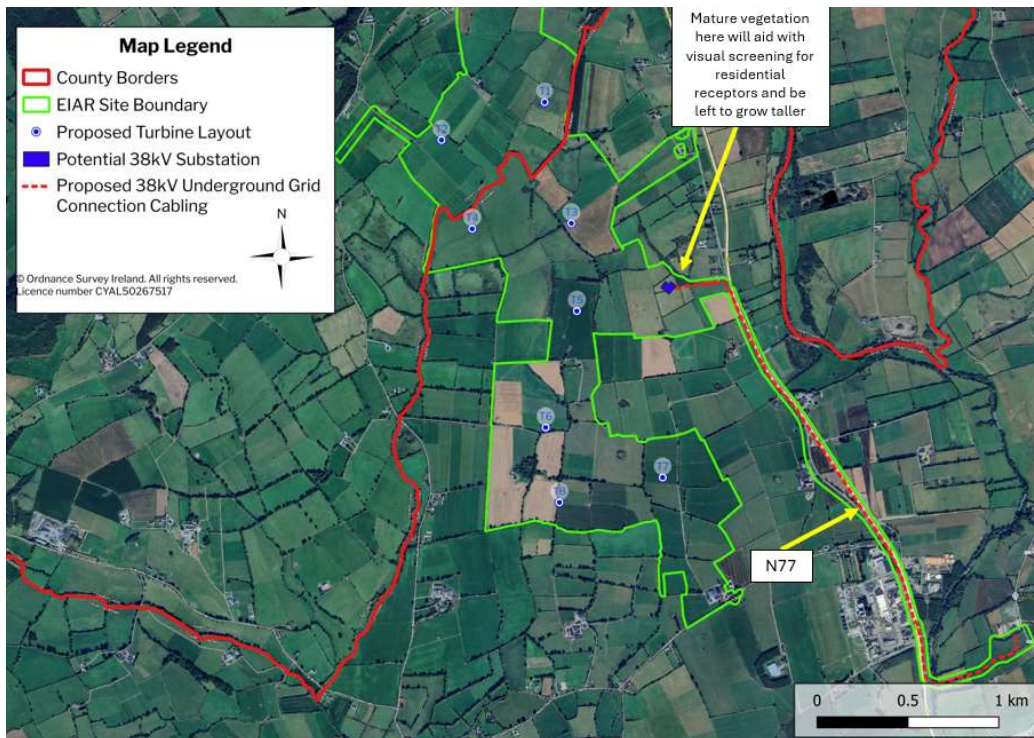 Map Legend
County Borders
EIAR Site Boundary
Proposed Turbine Layout
Potential 38kV Substation
Proposed 38kV Underground Grid
Connection Cabling
N
© Ordnance Survey Ireland. All rights reserved.
Licence number CYAL50267517
Mature vegetation
here will aid with
visual screening for
residential
receptors and be
left to grow taller
T1
T2
T3
T4
T5
T6
T7
N77
0 0.5 1 km